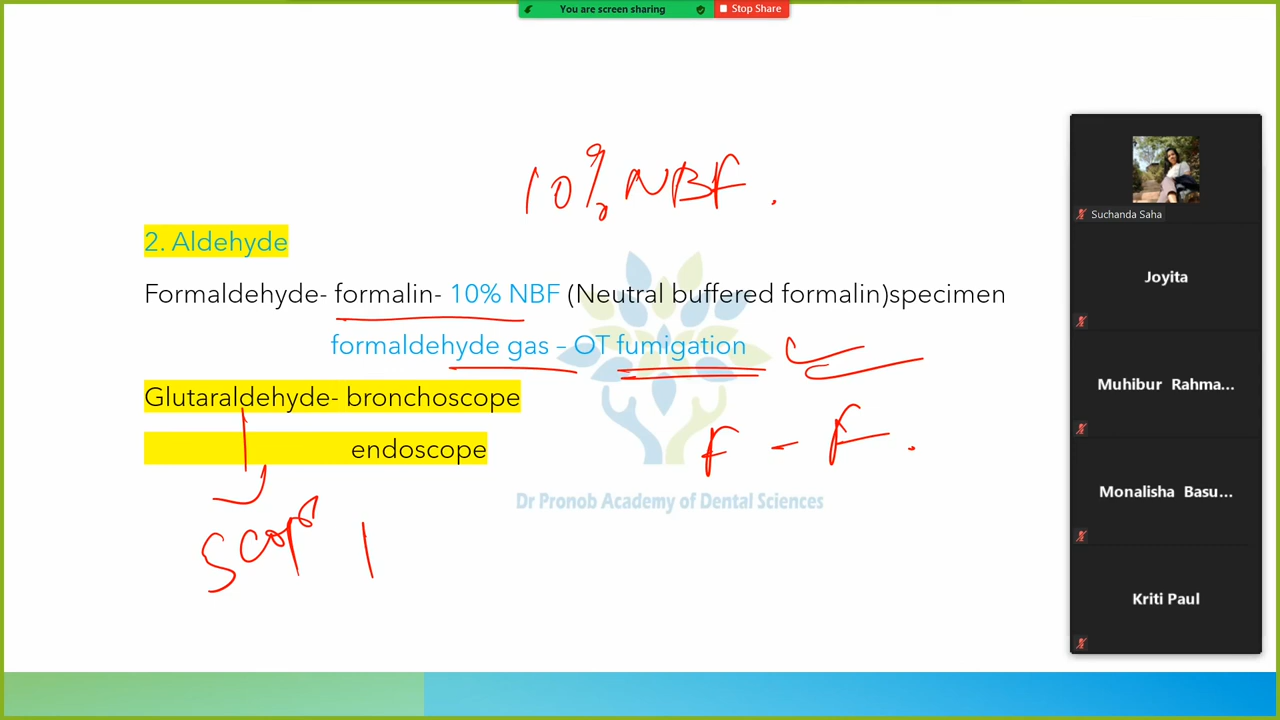 You are screen sharing
Stop Share
10% NBF.
2. Aldehyde
Formaldehyde- formalin- 10% NBF (Neutral buffered formalin)specimen
formaldehyde gas – OT fumigation
Glutaraldehyde- bronchoscope
endoscope
F - F.
Scope
Dr Pronob Academy of Dental Sciences
Suchanda Saha
Joyita
Muhibur Rahma...
Monalisha Basu...
Kriti Paul